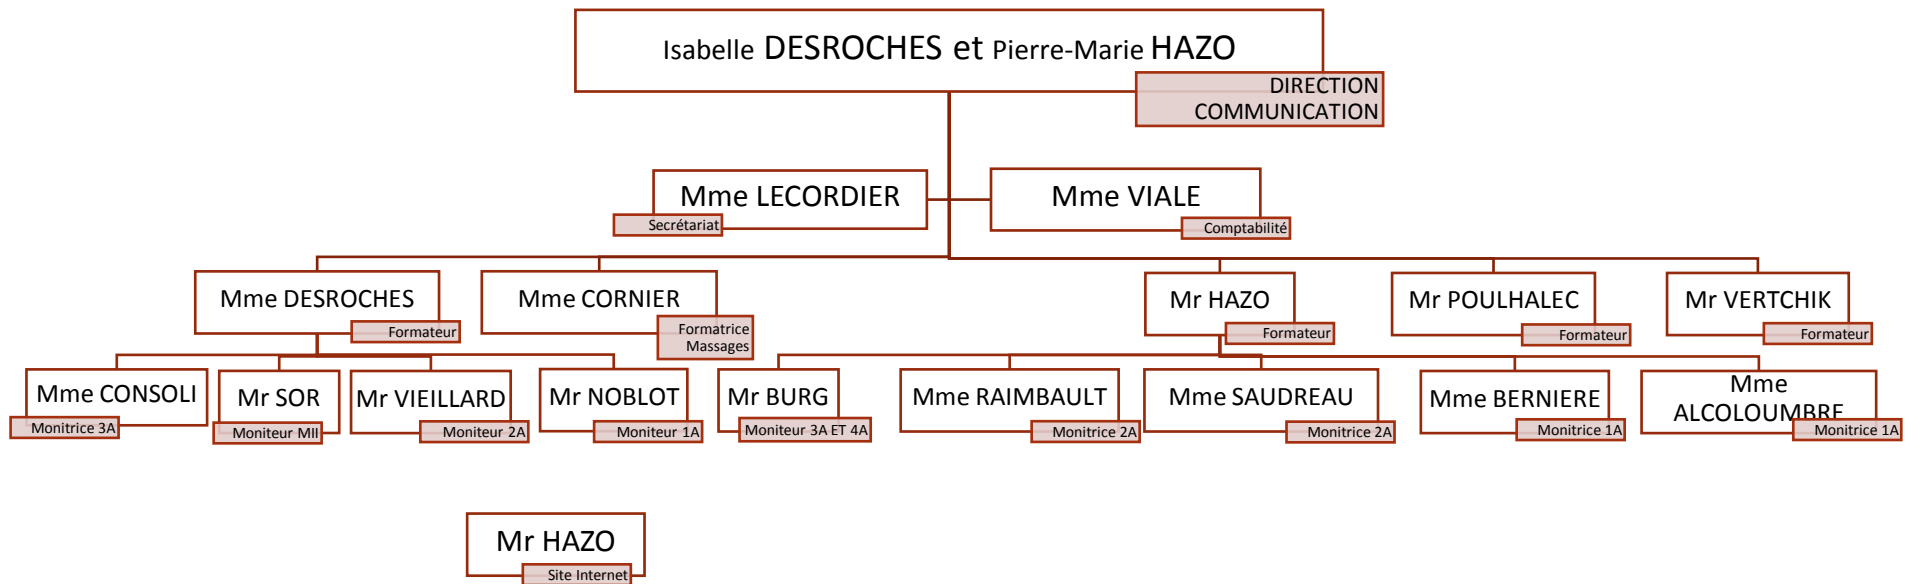 Isabelle DESROCHES et Pierre-Marie HAZO
DIRECTION
COMMUNICATION
Mme LECORDIER
Secrétariat
Mme VIALE
Comptabilité
Mme DESROCHES
Formateur
Mme CORNIER
Formatrice
Massages
Mr HAZO
Formateur
Mr POULHALEC
Formateur
Mr VERTCHIK
Formateur
Mme CONSOLI
Monitrice 3A
Mr SOR
Moniteur MII
Mr VIEILLARD
Moniteur 2A
Mr NOBLOT
Moniteur 1A
Mr BURG
Moniteur 3A ET 4A
Mme RAIMBAULT
Monitrice 2A
Mme SAUDREAU
Monitrice 2A
Mme BERNIERE
Monitrice 1A
Mme
ALCOLOUMBRE
Monitrice 1A
Mr HAZO
Site Internet